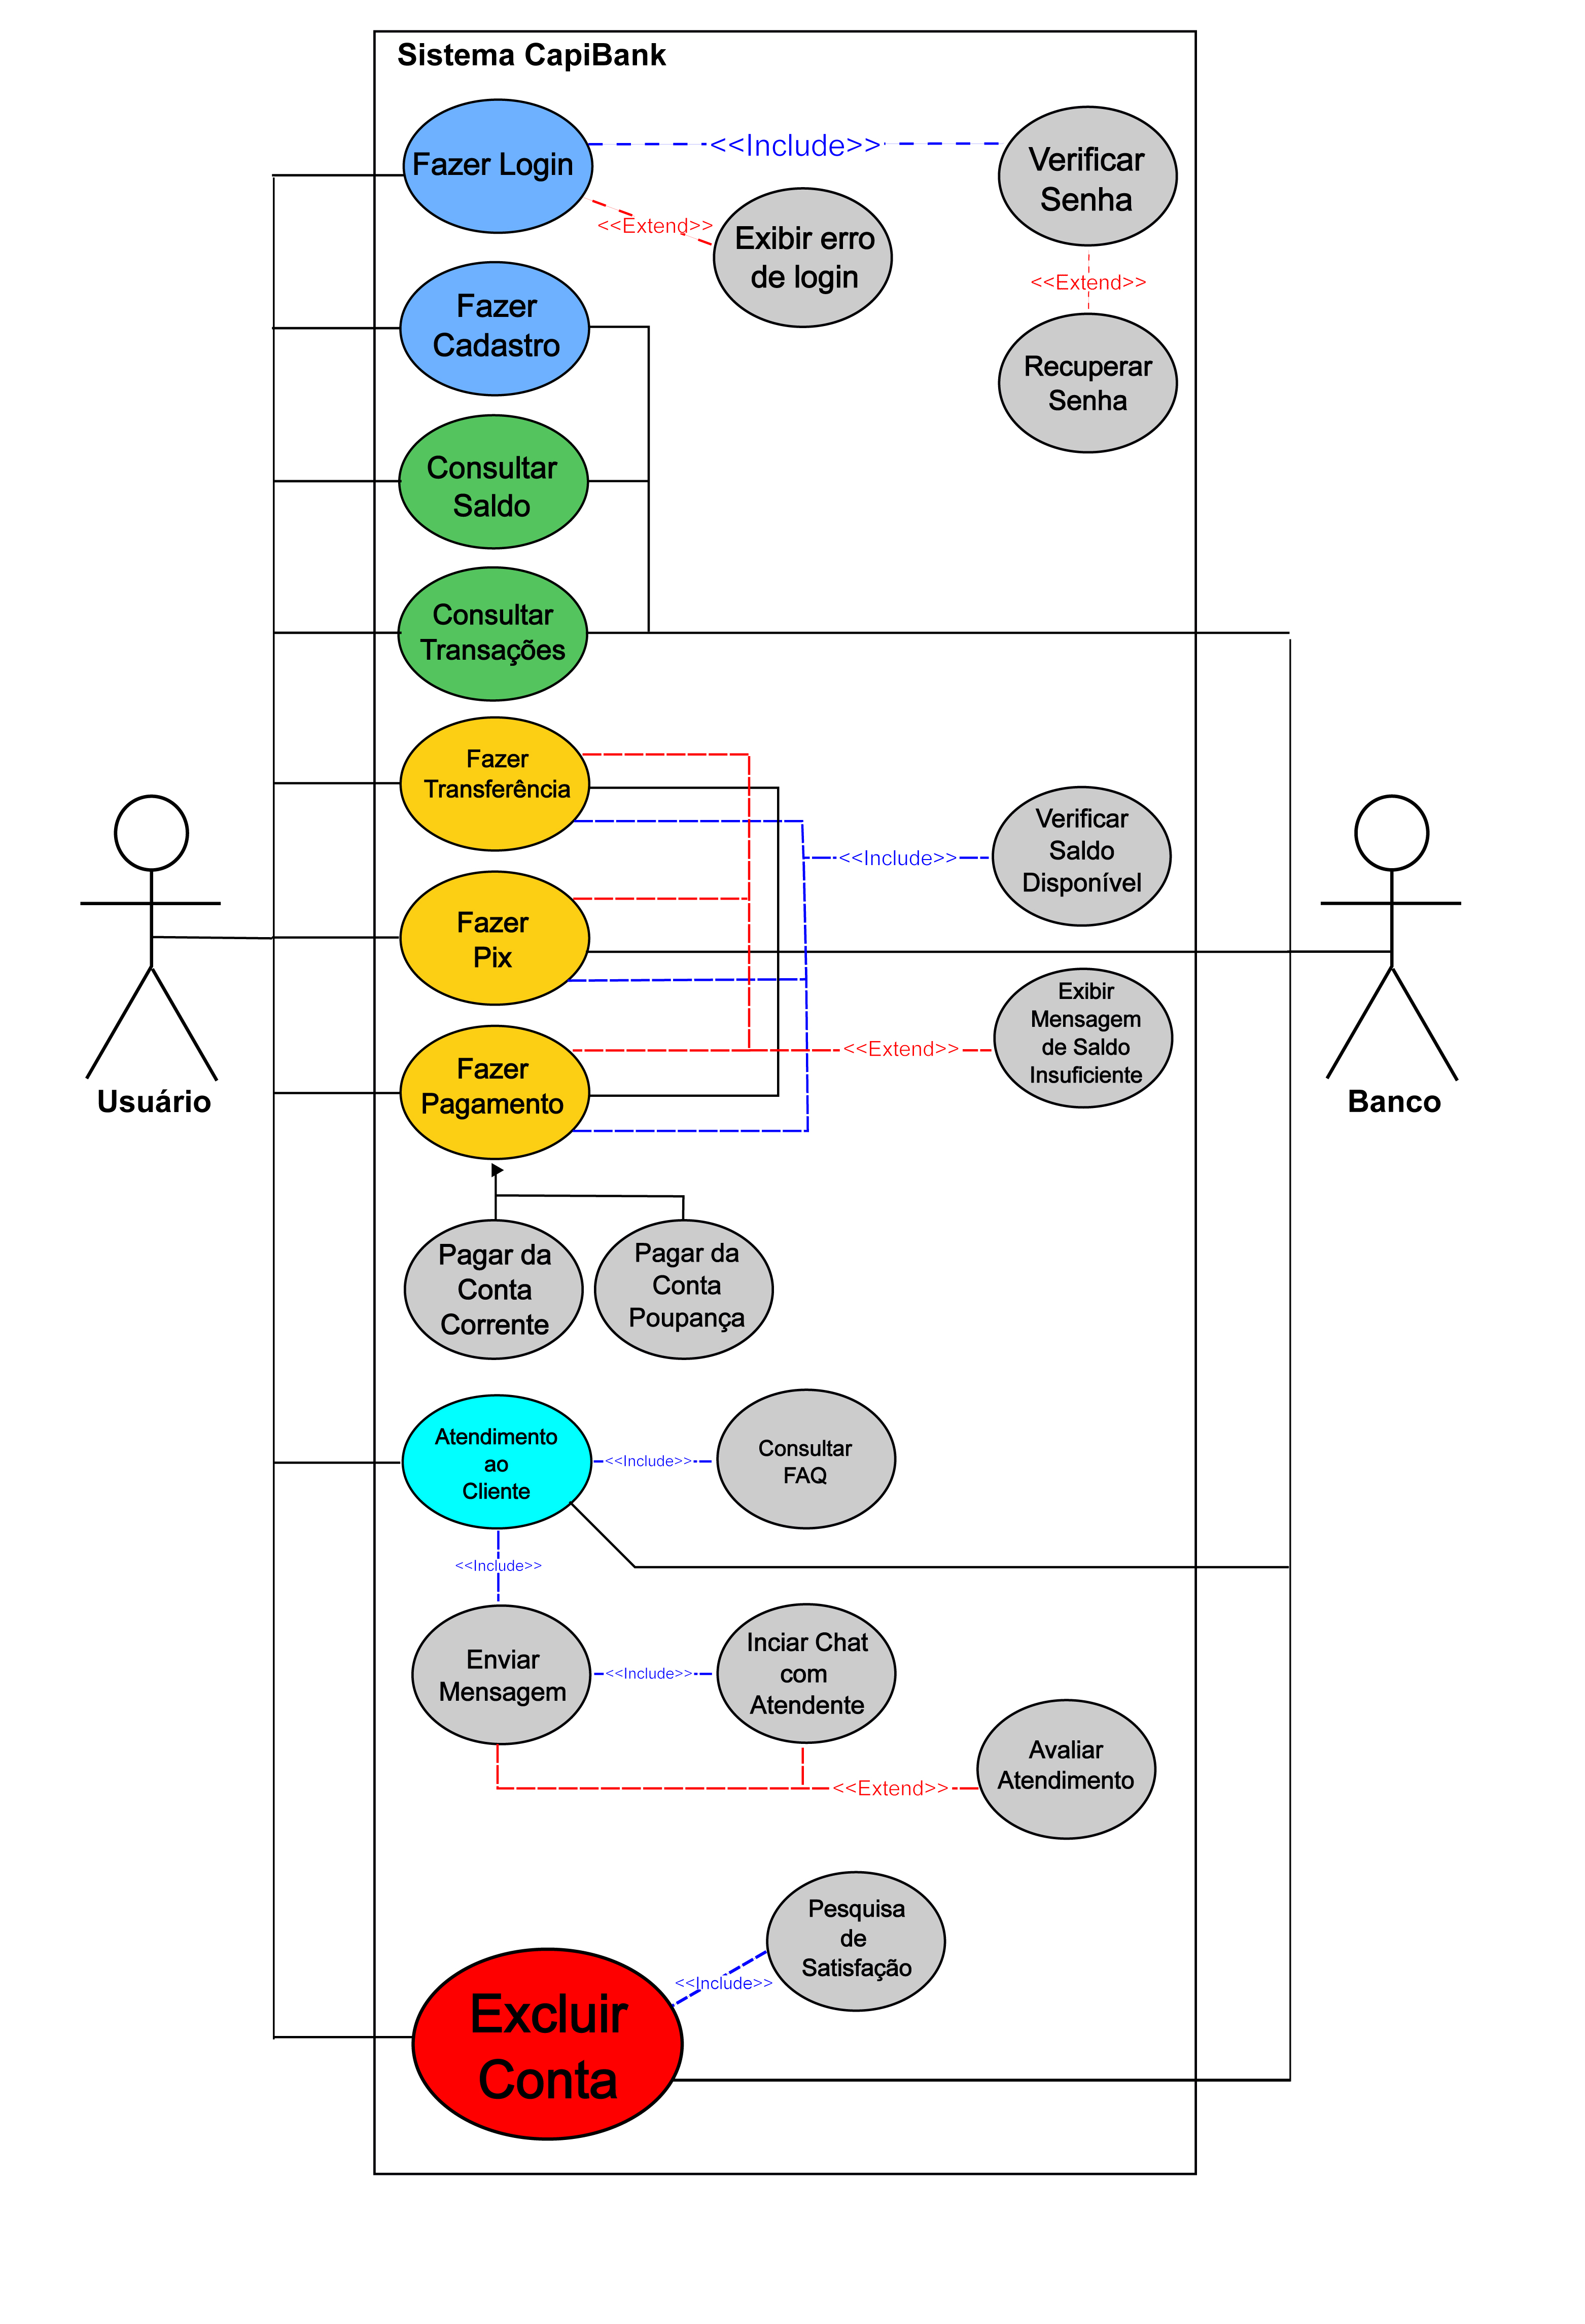 Sistema CapiBank
Fazer Login
<<Include>>
Verificar
Senha
<<Extend>>
Exibir erro
de login
<<Extend>>
Recuperar
Senha
Fazer
Cadastro
Consultar
Saldo
Consultar
Transações
Fazer
Transferência
<<Include>>
Verificar
Saldo
Disponível
Fazer
Pix
Fazer
Pagamento
<<Extend>>
Exibir
Mensagem
de Saldo
Insuficiente
Usuário
Banco
Pagar da
Conta
Corrente
Pagar da
Conta
Poupança
Atendimento
ao
Cliente
<<Include>>
Consultar
FAQ
<<Include>>
Enviar
Mensagem
<<Include>>
Inciar Chat
com
Atendente
<<Extend>>
Avaliar
Atendimento
Pesquisa
de
Satisfação
<<Include>>
Excluir
Conta